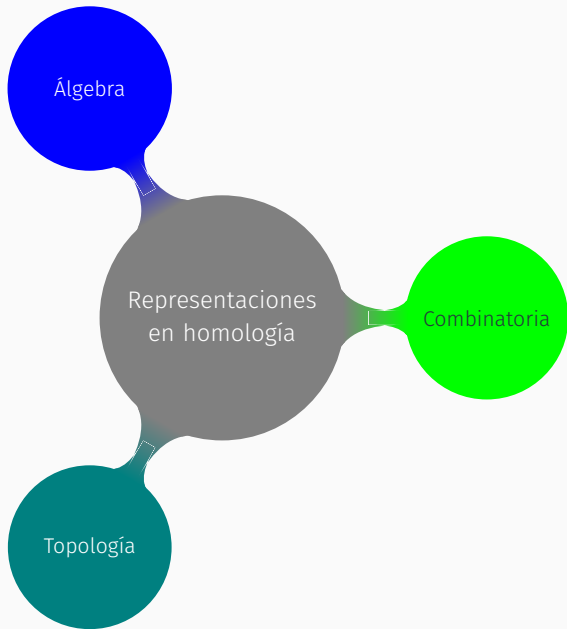 Álgebra
Representaciones
en homología
Combinatoria
Topología